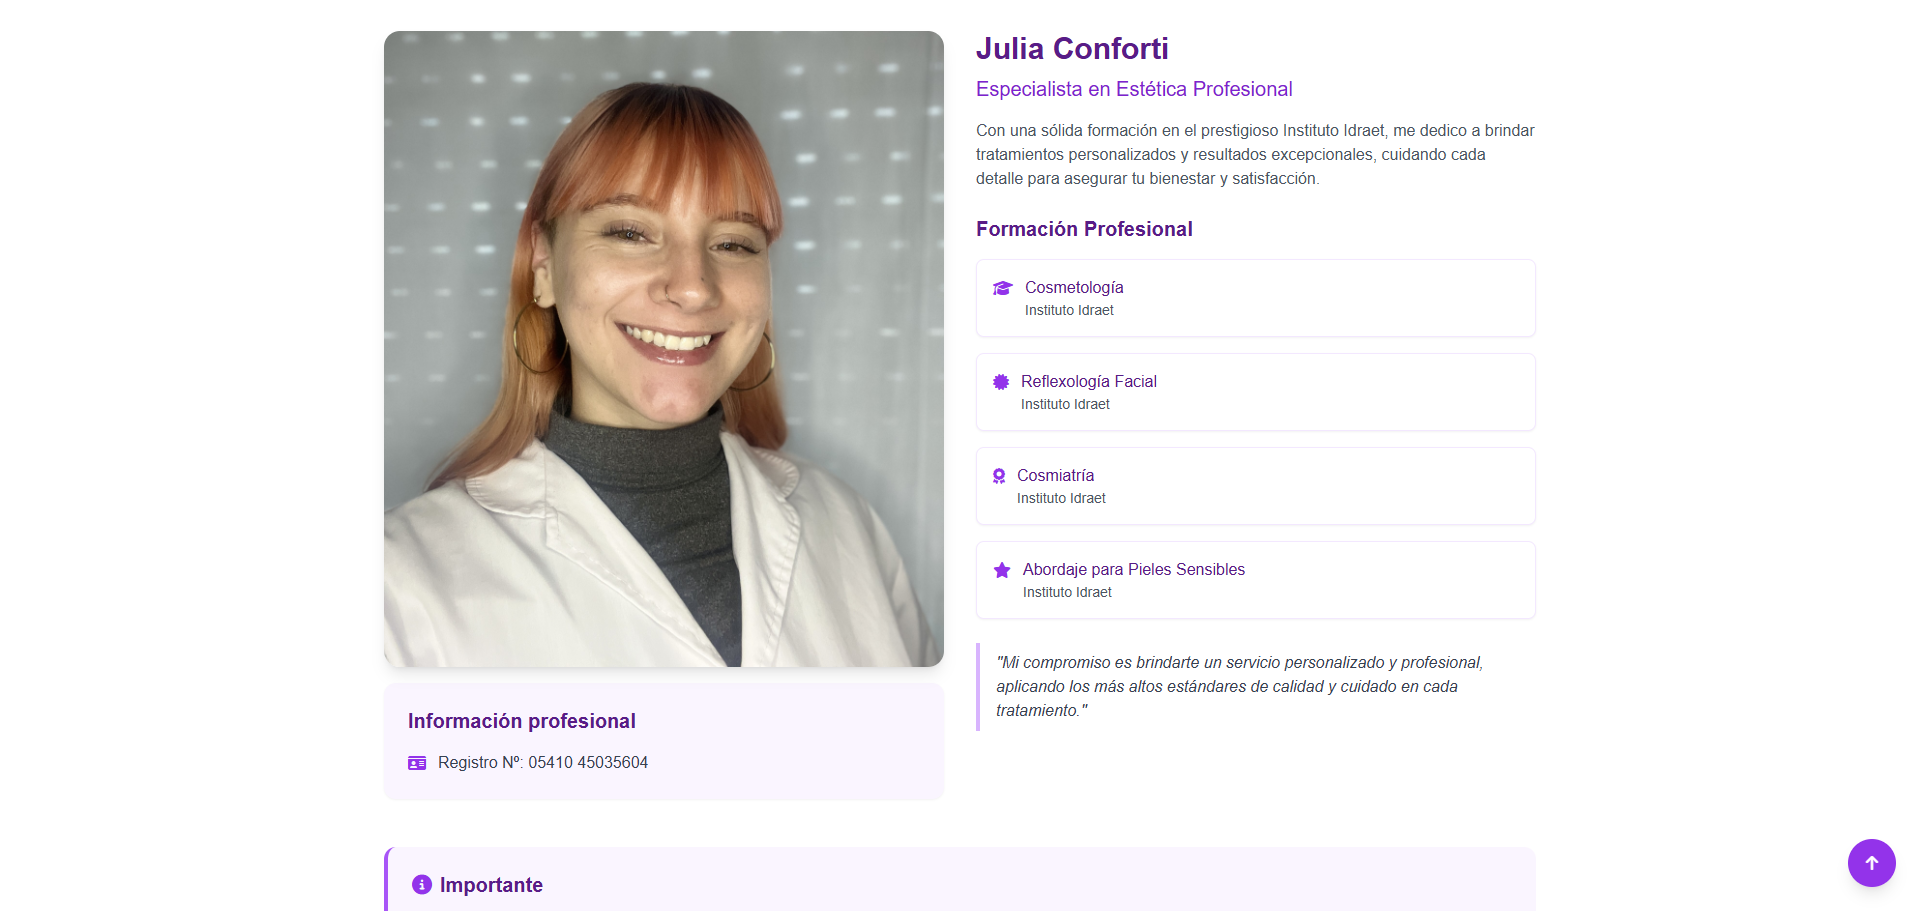 Julia Conforti
Especialista en Estética Profesional
Con una sólida formación en el prestigioso Instituto Idraet, me dedico a brindar
tratamientos personalizados y resultados excepcionales, cuidando cada
detalle para asegurar tu bienestar y satisfacción.
Formación Profesional
Cosmetología
Instituto Idraet
Reflexología Facial
Instituto Idraet
Cosmiatría
Instituto Idraet
Abordaje para Pieles Sensibles
Instituto Idraet
"Mi compromiso es brindarte un servicio personalizado y profesional,
aplicando los más altos estándares de calidad y cuidado en cada
tratamiento."
Información profesional
Registro Nº: 05410 45035604
Importante